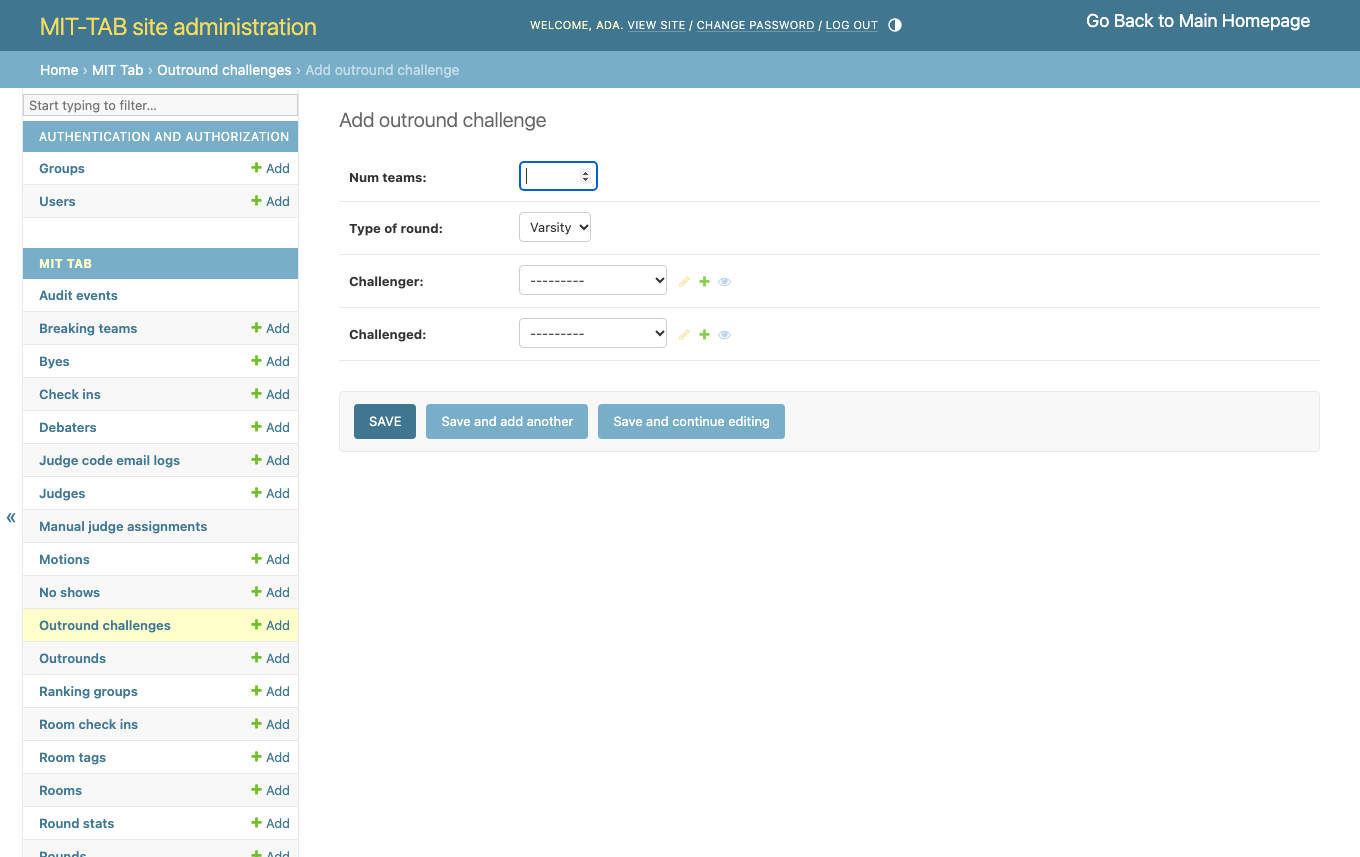 MIT-TAB site administration
WELCOME, ADA. VIEW SITE / CHANGE PASSWORD / LOG OUT
Go Back to Main Homepage
Home › MIT Tab › Outround challenges › Add outround challenge
Start typing to filter...
AUTHENTICATION AND AUTHORIZATION
Groups + Add
Users + Add
MIT TAB
Audit events
Breaking teams + Add
Byes + Add
Check ins + Add
Debaters + Add
Judge code email logs + Add
Judges + Add
Manual judge assignments
Motions + Add
No shows + Add
Outround challenges + Add
Outrounds + Add
Ranking groups + Add
Room check ins + Add
Room tags + Add
Rooms + Add
Round stats + Add
Rounds + Add
«
Add outround challenge
Num teams:
Type of round: Varsity
Challenger: ---------
Challenged: ---------
SAVE Save and add another Save and continue editing